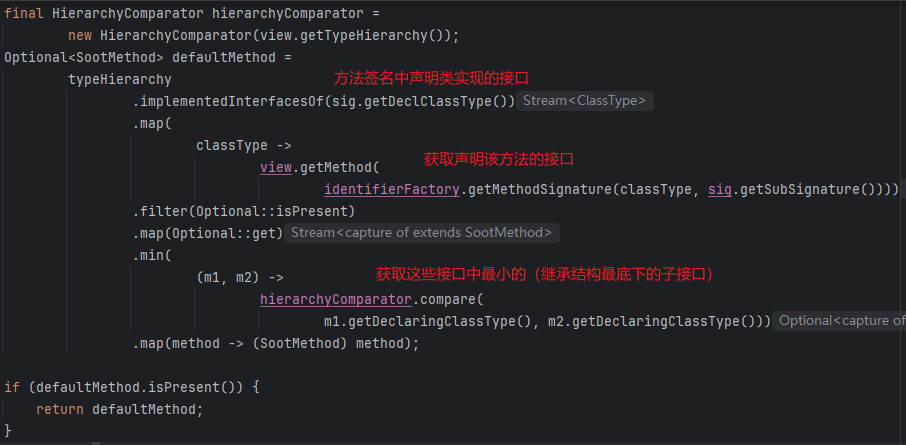 final HierarchyComparator hierarchyComparator =
        new HierarchyComparator(view.getTypeHierarchy());
Optional<SootMethod> defaultMethod =
        typeHierarchy 方法签名中声明类实现的接口
                .implementedInterfacesOf(sig.getDeclClassType()) Stream<ClassType>
                .map(
                        classType ->
                                view.getMethod( 获取声明该方法的接口
                                        identifierFactory.getMethodSignature(classType, sig.getSubSignature())))
                .filter(Optional::isPresent)
                .map(Optional::get) Stream<capture of extends SootMethod>
                .min(
                        (m1, m2) -> 获取这些接口中最小的（继承结构最底下的子接口）
                                hierarchyComparator.compare(
                                        m1.getDeclaringClassType(), m2.getDeclaringClassType())) Optional<capture of
                .map(method -> (SootMethod) method);
if (defaultMethod.isPresent()) {
    return defaultMethod;
}